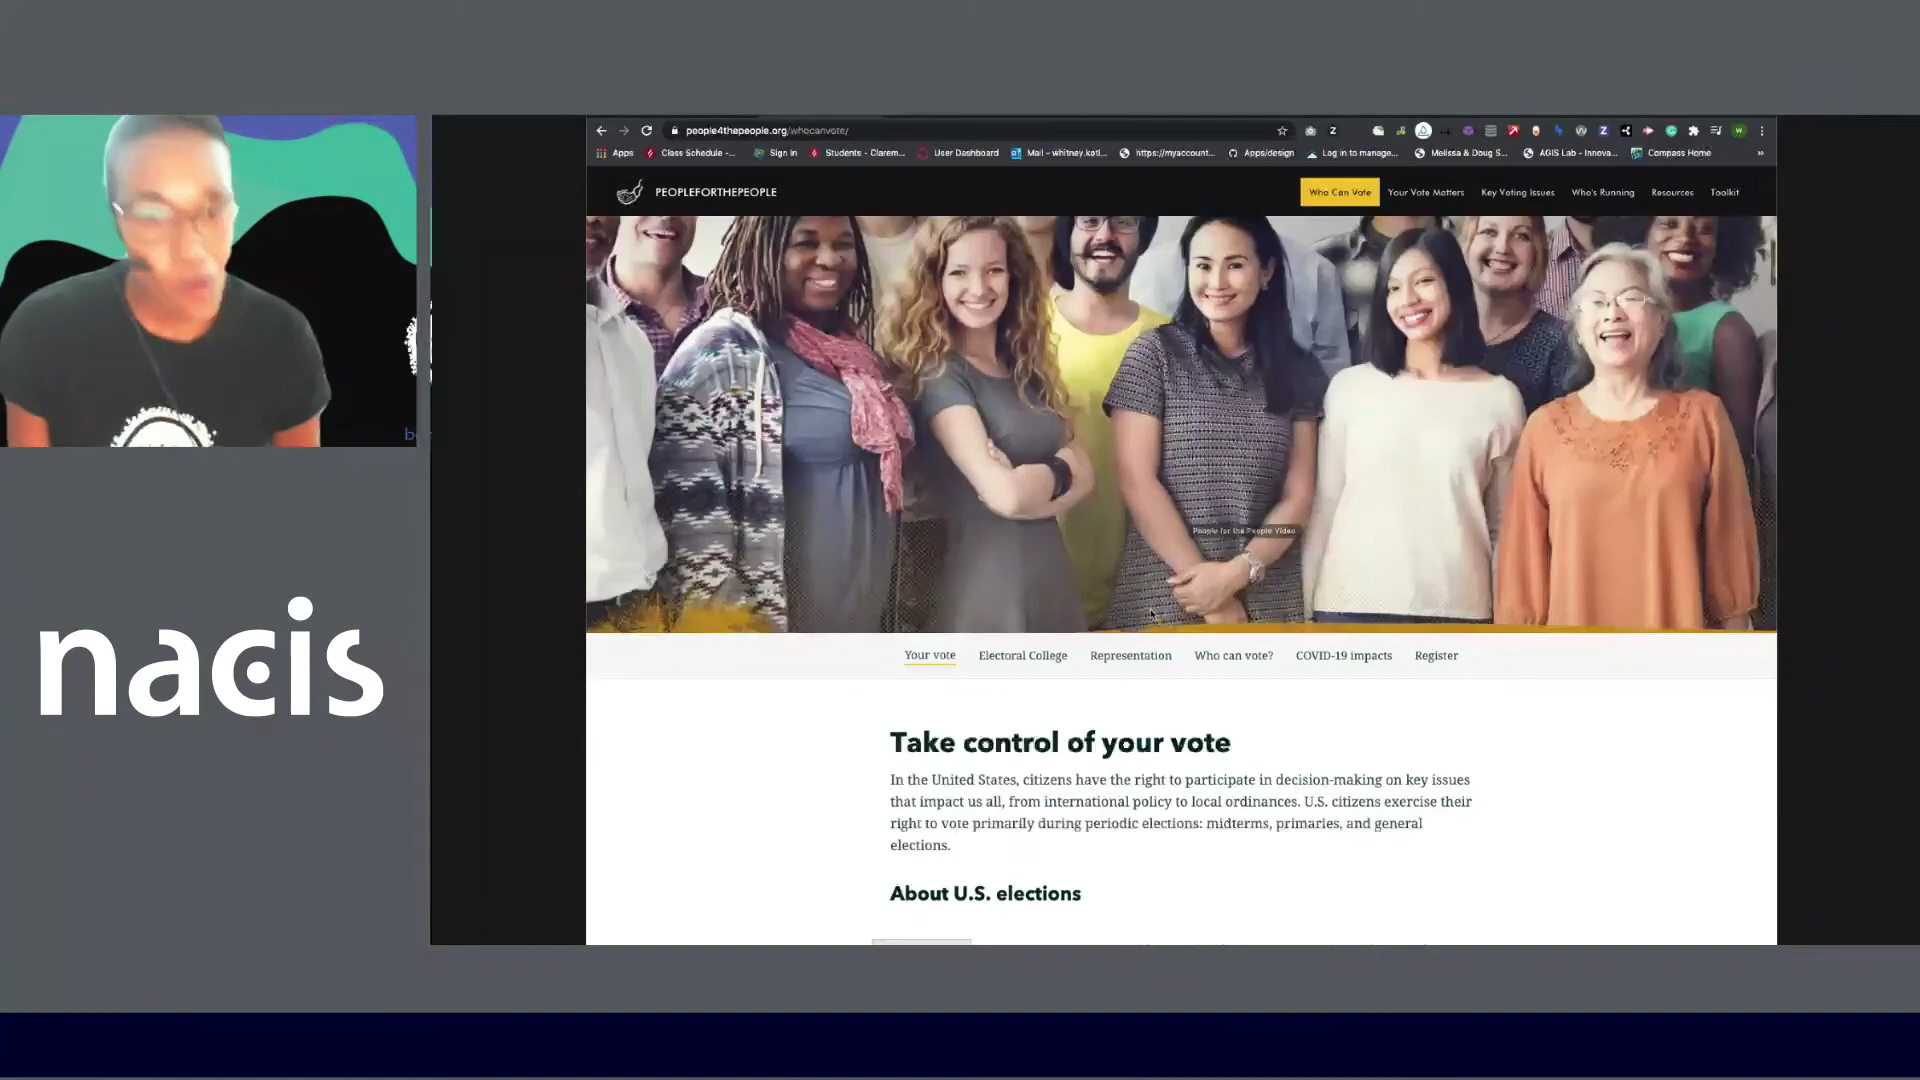 people4thepeople.org/whocanvote/
Apps
Class Schedule -...
Sign In
Students - Clarem...
User Dashboard
Mail - whitney.kotl...
https://myaccount...
Apps/design
Log in to manage...
Melissa & Doug S...
AGIS Lab - Innova...
Compass Home
»
PEOPLEFORTHEPEOPLE
Who Can Vote
Your Vote Matters
Key Voting Issues
Who's Running
Resources
Toolkit
People for the People Video
nacis
Your vote
Electoral College
Representation
Who can vote?
COVID-19 impacts
Register
Take control of your vote
In the United States, citizens have the right to participate in decision-making on key issues
that impact us all, from international policy to local ordinances. U.S. citizens exercise their
right to vote primarily during periodic elections: midterms, primaries, and general
elections.
About U.S. elections